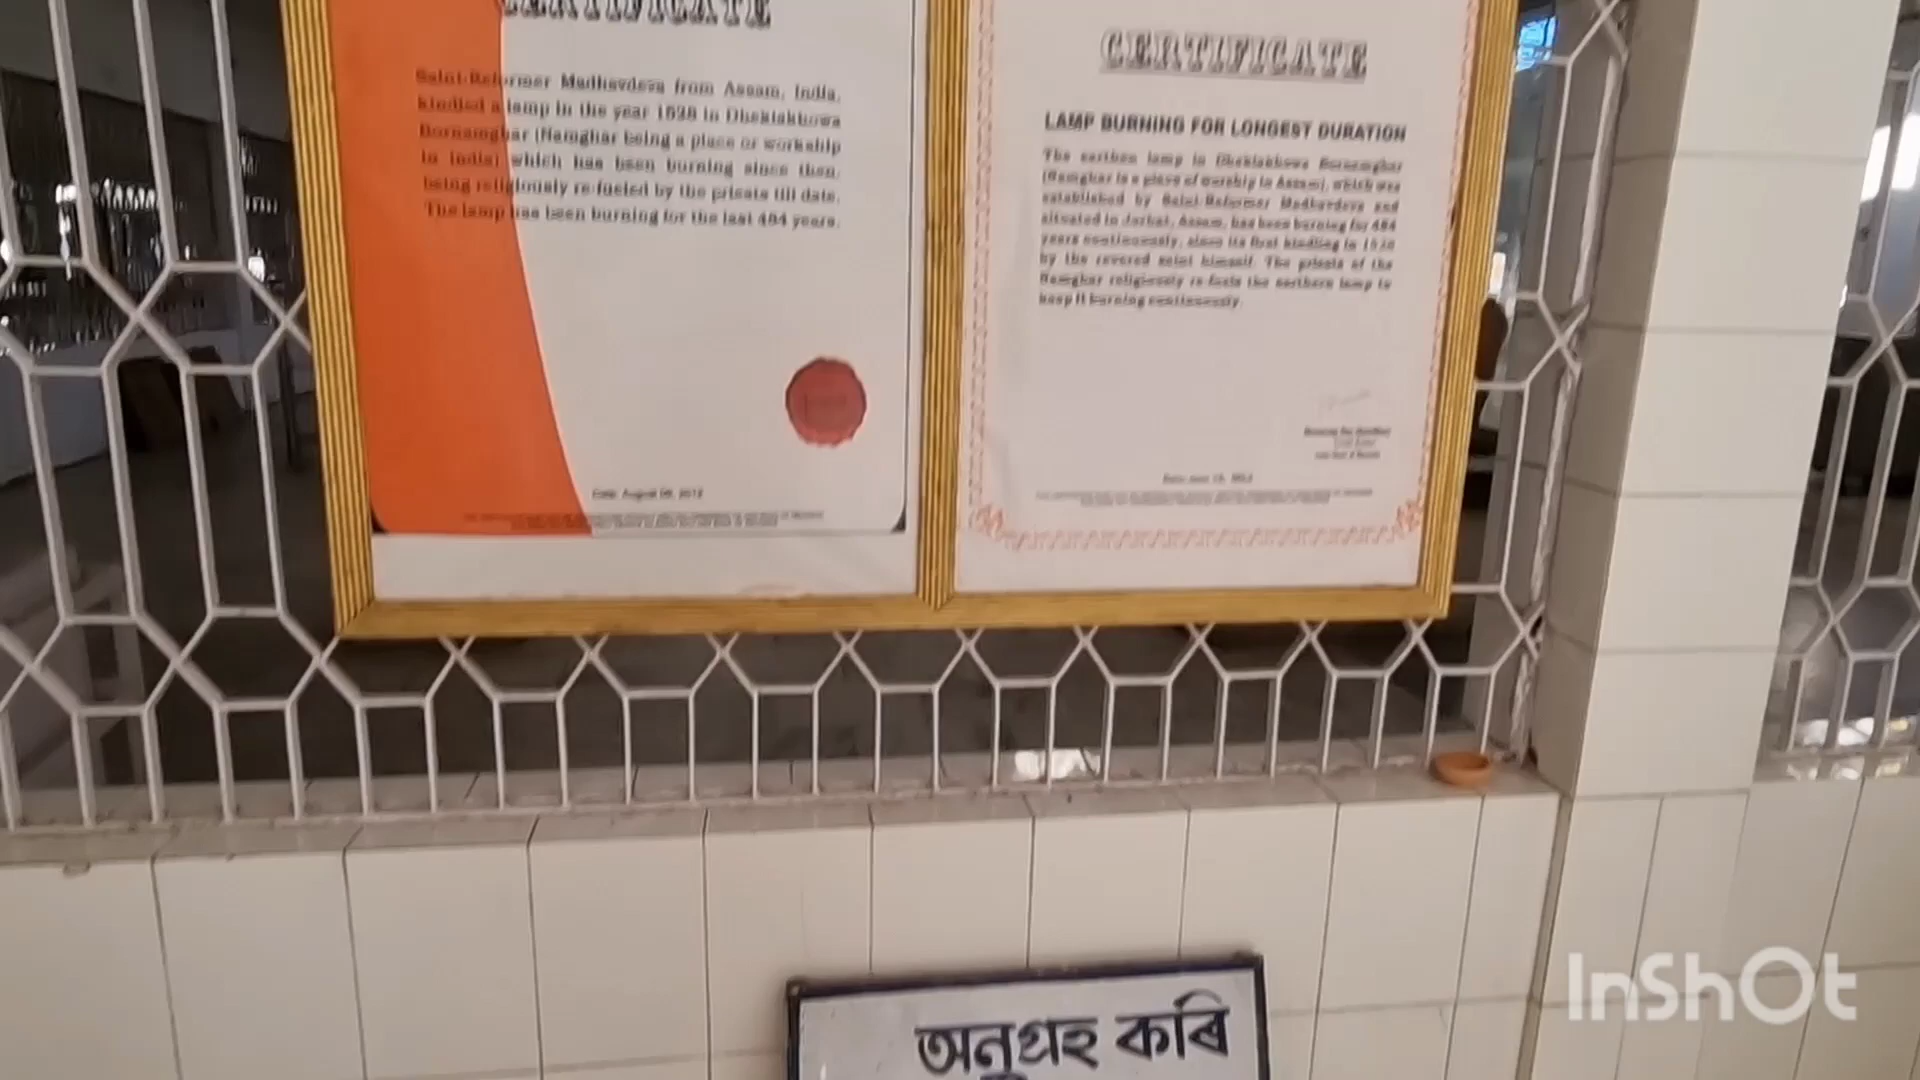 CERTIFICATE
Saint-Reformer Madhavdeva from Assam, India,
kindled a lamp in the year 1528 in Dhekiakhowa
Bornamghar (Namghar being a place or workship
in India) which has been burning since then,
being religiously re-fueled by the priests till date.
The lamp has been burning for the last 484 years.
Date: August 09, 2012
CERTIFICATE
LAMP BURNING FOR LONGEST DURATION
The earthen lamp in Dhekiakhowa Bornamghar
(Namghar is a place of worship in Assam), which was
established by Saint-Reformer Madhavdeva and
situated in Jorhat, Assam, has been burning for 484
years continuously, since its first kindling in 1528
by the revered saint himself. The priests of the
Namghar religiously re-fuels the earthern lamp to
keep it burning continuously.
অনুগ্ৰহ কৰি
InShOt